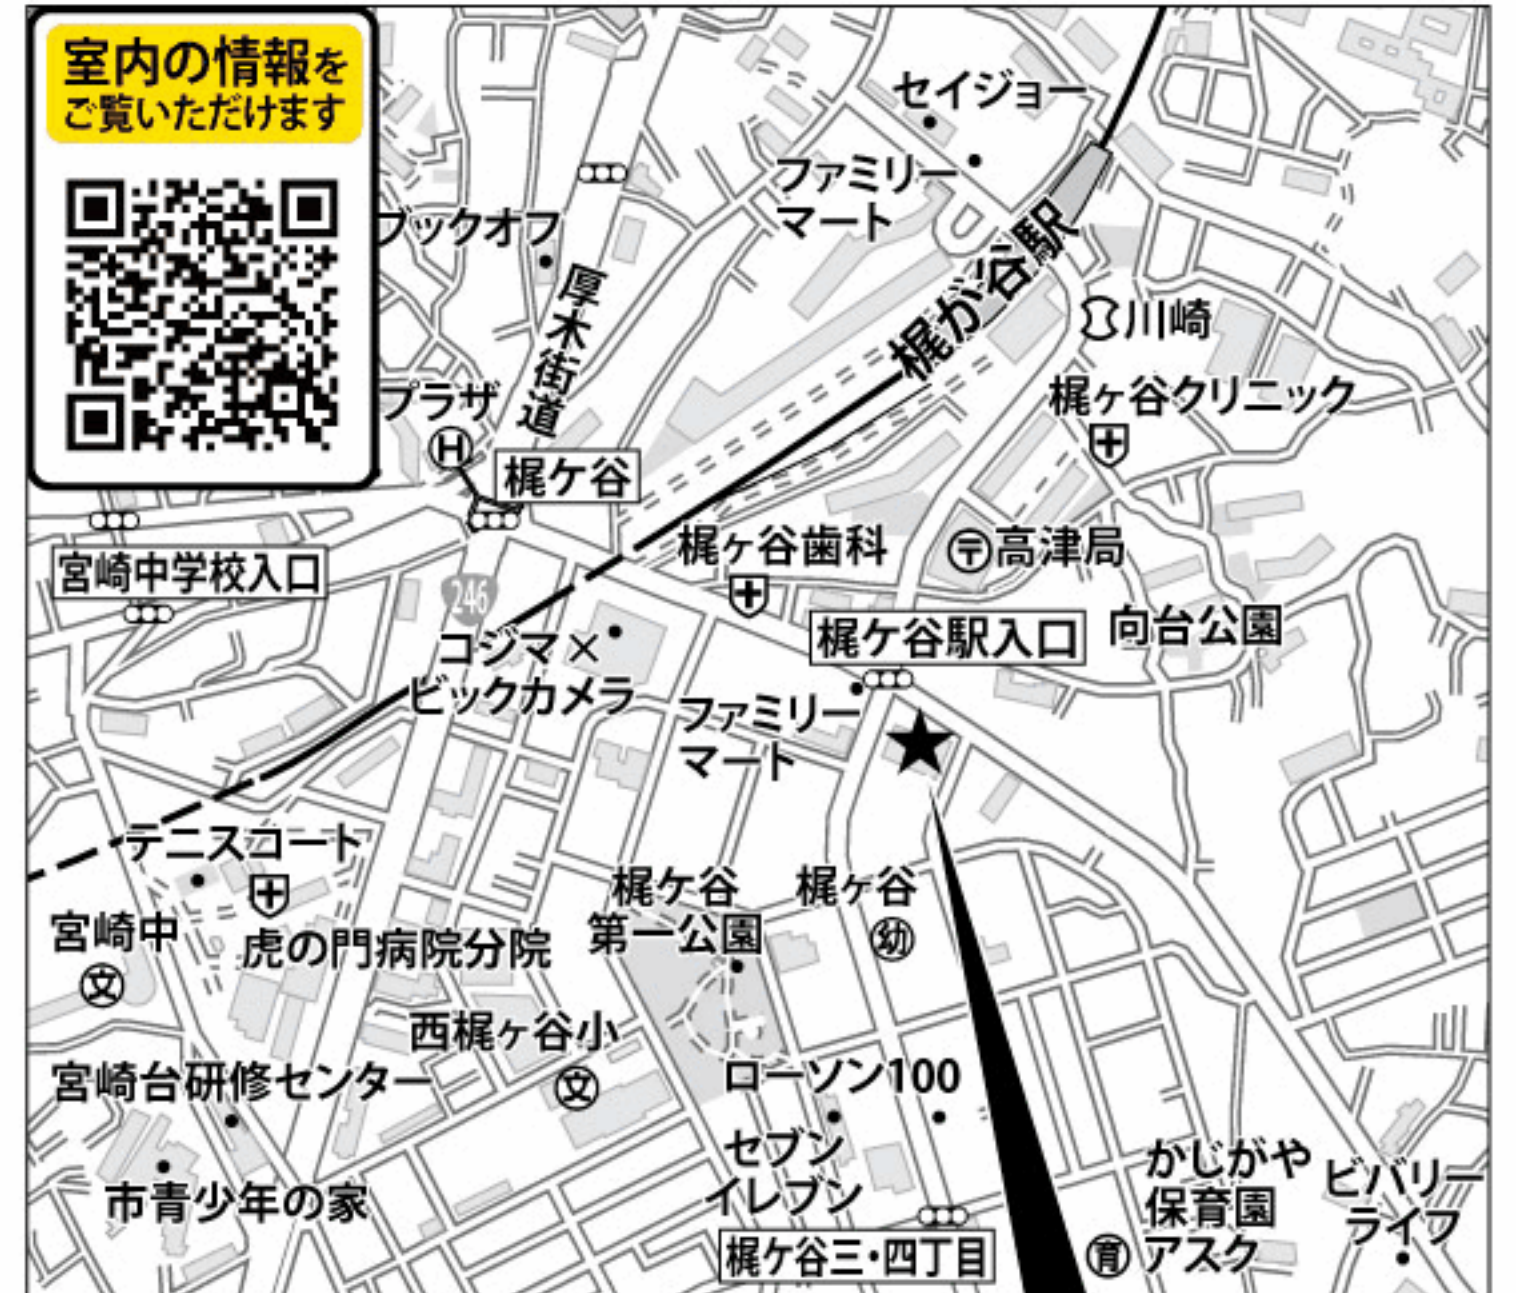 室内の情報を
ご覧いただけます
セイジョー
ファミリー
マート
ブックオフ
厚木街道
梶が谷駅
川崎
プラザ
H
梶ケ谷
梶ヶ谷クリニック
宮崎中学校入口
246
梶ヶ谷歯科
〒高津局
コジマ×
ビックカメラ
梶ケ谷駅入口
向台公園
ファミリー
マート
テニスコート
宮崎中
文
虎の門病院分院
梶ケ谷
第一公園
梶ヶ谷
幼
西梶ヶ谷小
文
宮崎台研修センター
ローソン100
市青少年の家
セブン
イレブン
梶ケ谷三・四丁目
かじがや
保育園
アスク
育
ビバリー
ライフ